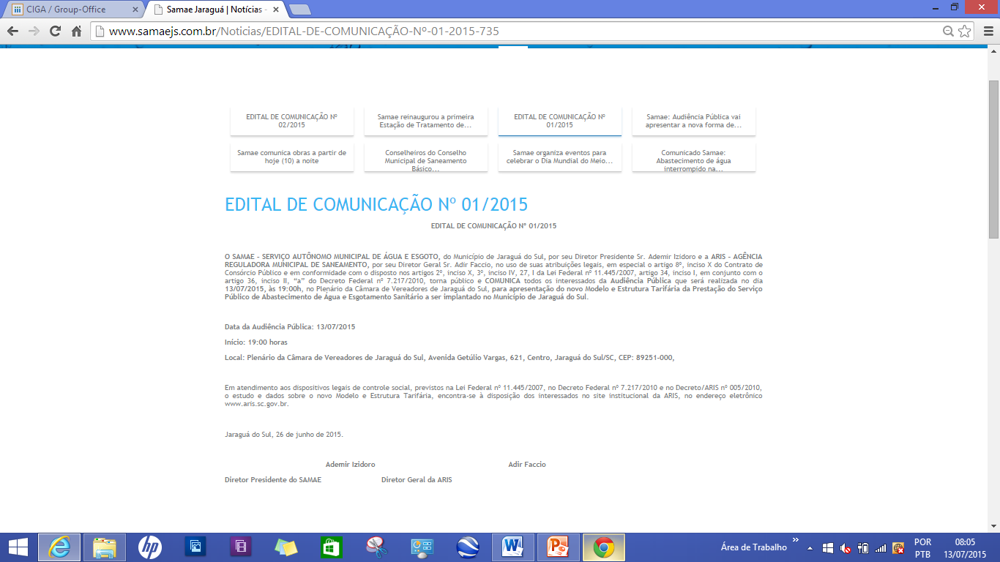 CIGA / Group-Office
Samae Jaraguá | Notícias -
www.samaejs.com.br/Noticias/EDITAL-DE-COMUNICAÇÃO-Nº-01-2015-735
EDITAL DE COMUNICAÇÃO Nº
02/2015
Samae reinaugurou a primeira
Estação de Tratamento de...
EDITAL DE COMUNICAÇÃO Nº
01/2015
Samae: Audiência Pública vai
apresentar a nova forma de...
Samae comunica obras a partir de
hoje (10) a noite
Conselheiros do Conselho
Municipal de Saneamento
Básico...
Samae organiza eventos para
celebrar o Dia Mundial do Meio...
Comunicado Samae:
Abastecimento de água
interrompido na...
EDITAL DE COMUNICAÇÃO Nº 01/2015
EDITAL DE COMUNICAÇÃO Nº 01/2015
O SAMAE – SERVIÇO AUTÔNOMO MUNICIPAL DE ÁGUA E ESGOTO, do Município de Jaraguá do Sul, por seu Diretor Presidente Sr. Ademir Izidoro e a ARIS – AGÊNCIA
REGULADORA MUNICIPAL DE SANEAMENTO, por seu Diretor Geral Sr. Adir Faccio, no uso de suas atribuições legais, em especial o artigo 8º, inciso X do Contrato de
Consórcio Público e em conformidade com o disposto nos artigos 2º, inciso X, 3º, inciso IV, 27, I da Lei Federal nº 11.445/2007, artigo 34, inciso I, em conjunto com o
artigo 36, inciso II, “a” do Decreto Federal nº 7.217/2010, torna público e COMUNICA todos os interessados da Audiência Pública que será realizada no dia
13/07/2015, às 19:00h, no Plenário da Câmara de Vereadores de Jaraguá do Sul, para apresentação do novo Modelo e Estrutura Tarifária da Prestação do Serviço
Público de Abastecimento de Água e Esgotamento Sanitário a ser implantado no Município de Jaraguá do Sul.
Data da Audiência Pública: 13/07/2015
Início: 19:00 horas
Local: Plenário da Câmara de Vereadores de Jaraguá do Sul, Avenida Getúlio Vargas, 621, Centro, Jaraguá do Sul/SC, CEP: 89251-000,
Em atendimento aos dispositivos legais de controle social, previstos na Lei Federal nº 11.445/2007, no Decreto Federal nº 7.217/2010 e no Decreto/ARIS nº 005/2010,
o estudo e dados sobre o novo Modelo e Estrutura Tarifária, encontra-se à disposição dos interessados no site institucional da ARIS, no endereço eletrônico
www.aris.sc.gov.br.
Jaraguá do Sul, 26 de junho de 2015.
Ademir Izidoro Adir Faccio
Diretor Presidente do SAMAE Diretor Geral da ARIS
Área de Trabalho
POR
PTB
08:05
13/07/2015